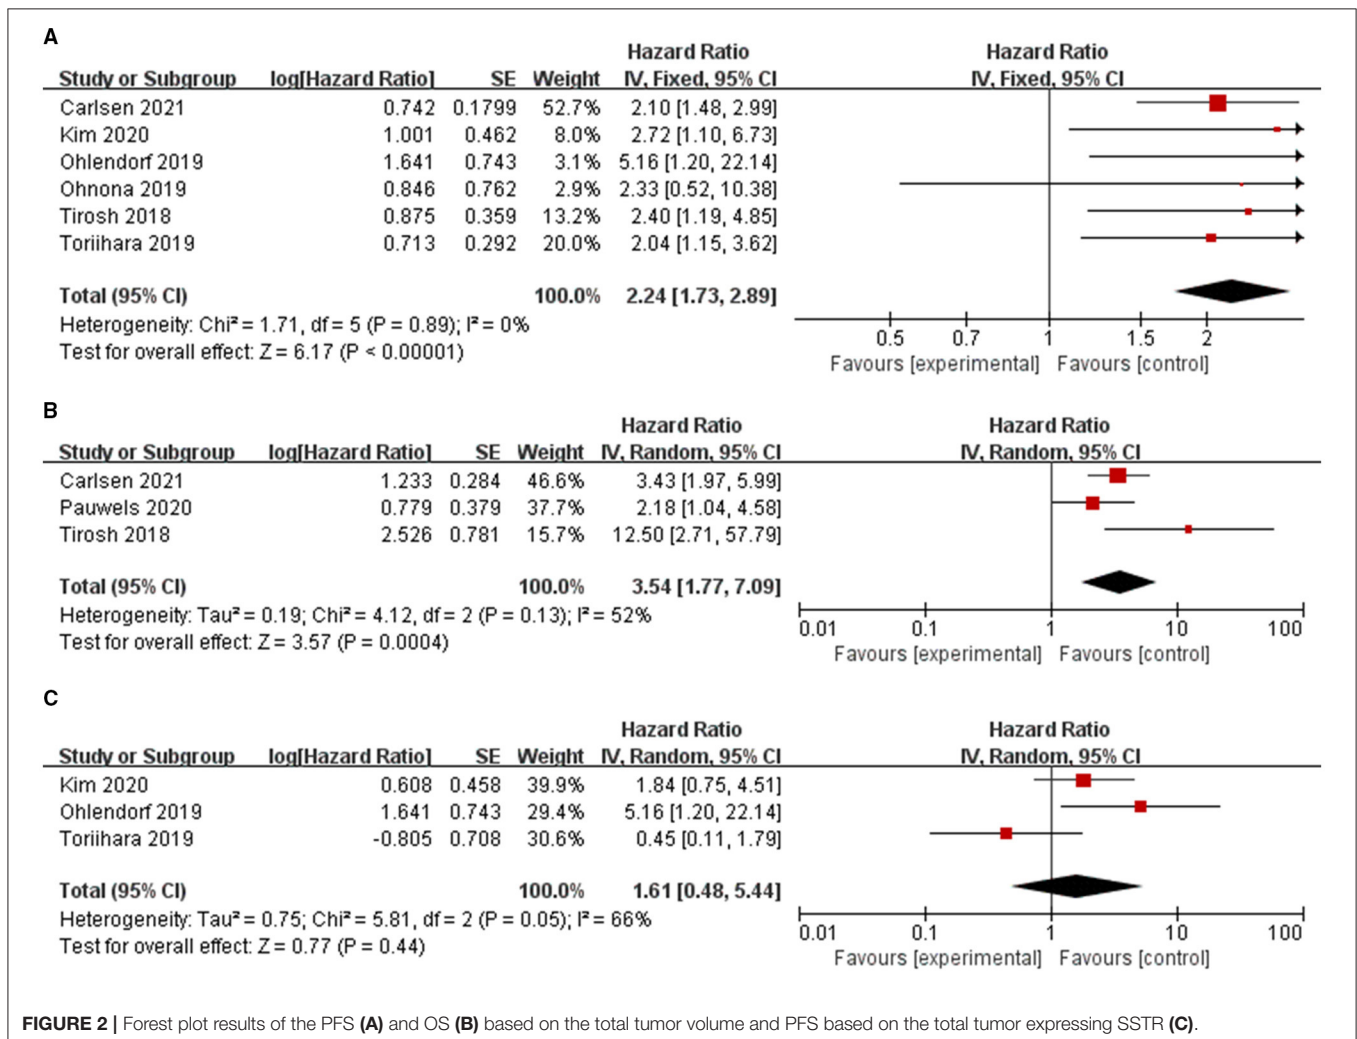 A
Hazard Ratio Hazard Ratio
Study or Subgroup log[Hazard Ratio] SE Weight IV, Fixed, 95% CI IV, Fixed, 95% CI
Carlsen 2021 0.742 0.1799 52.7% 2.10 [1.48, 2.99]
Kim 2020 1.001 0.462 8.0% 2.72 [1.10, 6.73]
Ohlendorf 2019 1.641 0.743 3.1% 5.16 [1.20, 22.14]
Ohnona 2019 0.846 0.762 2.9% 2.33 [0.52, 10.38]
Tirosh 2018 0.875 0.359 13.2% 2.40 [1.19, 4.85]
Toriihara 2019 0.713 0.292 20.0% 2.04 [1.15, 3.62]
Total (95% CI) 100.0% 2.24 [1.73, 2.89]
Heterogeneity: Chi² = 1.71, df = 5 (P = 0.89); I² = 0%
Test for overall effect: Z = 6.17 (P < 0.00001)
0.5 0.7 1 1.5 2
Favours [experimental] Favours [control]
B
Hazard Ratio Hazard Ratio
Study or Subgroup log[Hazard Ratio] SE Weight IV, Random, 95% CI IV, Random, 95% CI
Carlsen 2021 1.233 0.284 46.6% 3.43 [1.97, 5.99]
Pauwels 2020 0.779 0.379 37.7% 2.18 [1.04, 4.58]
Tirosh 2018 2.526 0.781 15.7% 12.50 [2.71, 57.79]
Total (95% CI) 100.0% 3.54 [1.77, 7.09]
Heterogeneity: Tau² = 0.19; Chi² = 4.12, df = 2 (P = 0.13); I² = 52%
Test for overall effect: Z = 3.57 (P = 0.0004)
0.01 0.1 1 10 100
Favours [experimental] Favours [control]
C
Hazard Ratio Hazard Ratio
Study or Subgroup log[Hazard Ratio] SE Weight IV, Random, 95% CI IV, Random, 95% CI
Kim 2020 0.608 0.458 39.9% 1.84 [0.75, 4.51]
Ohlendorf 2019 1.641 0.743 29.4% 5.16 [1.20, 22.14]
Toriihara 2019 -0.805 0.708 30.6% 0.45 [0.11, 1.79]
Total (95% CI) 100.0% 1.61 [0.48, 5.44]
Heterogeneity: Tau² = 0.75; Chi² = 5.81, df = 2 (P = 0.05); I² = 66%
Test for overall effect: Z = 0.77 (P = 0.44)
0.01 0.1 1 10 100
Favours [experimental] Favours [control]
FIGURE 2 | Forest plot results of the PFS (A) and OS (B) based on the total tumor volume and PFS based on the total tumor expressing SSTR (C).